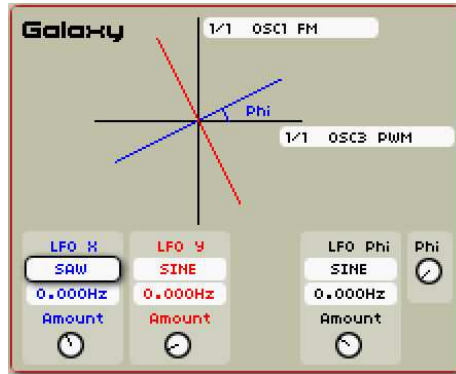 Galaxy
1/1 OSC1 FM
Phi
1/1 OSC3 PWM
LFO X
LFO Y
LFO Phi
Phi
SAW
SINE
SINE
0.000Hz
0.000Hz
0.000Hz
Amount
Amount
Amount